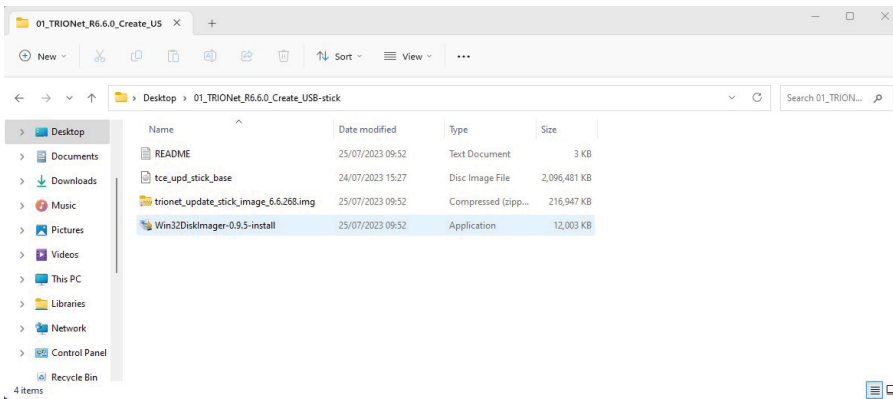 01_TRIONet_R6.6.0_Create_US
New
Sort
View
Desktop
01_TRIONet_R6.6.0_Create_USB-stick
Search 01_TRION...
Name
Date modified
Type
Size
README
25/07/2023 09:52
Text Document
3 KB
tce_upd_stick_base
24/07/2023 15:27
Disc Image File
2,096,481 KB
trionet_update_stick_image_6.6.268.img
25/07/2023 09:52
Compressed (zipp...
216,947 KB
Win32DiskImager-0.9.5-install
25/07/2023 09:52
Application
12,003 KB
Desktop
Documents
Downloads
Music
Pictures
Videos
This PC
Libraries
Network
Control Panel
Recycle Bin
4 items